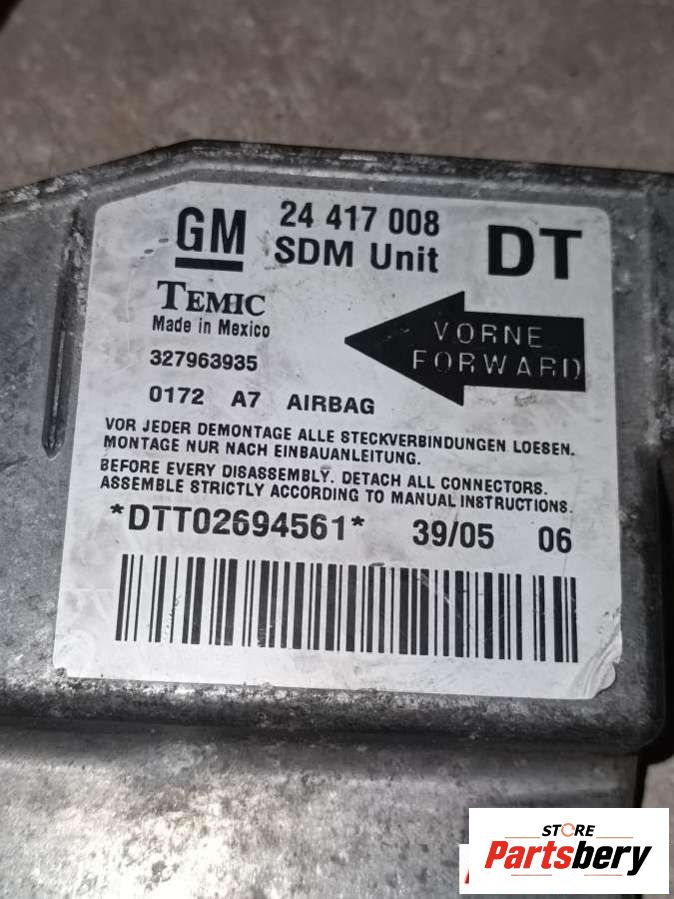 GM
24 417 008
SDM Unit
DT
TEMIC
Made in Mexico
327963935
0172 A7 AIRBAG
VORNE
FORWARD
VOR JEDER DEMONTAGE ALLE STECKVERBINDUNGEN LOESEN.
MONTAGE NUR NACH EINBAUANLEITUNG.
BEFORE EVERY DISASSEMBLY. DETACH ALL CONNECTORS.
ASSEMBLE STRICTLY ACCORDING TO MANUAL INSTRUCTIONS.
*DTT02694561* 39/05 06
STORE
Partsbery